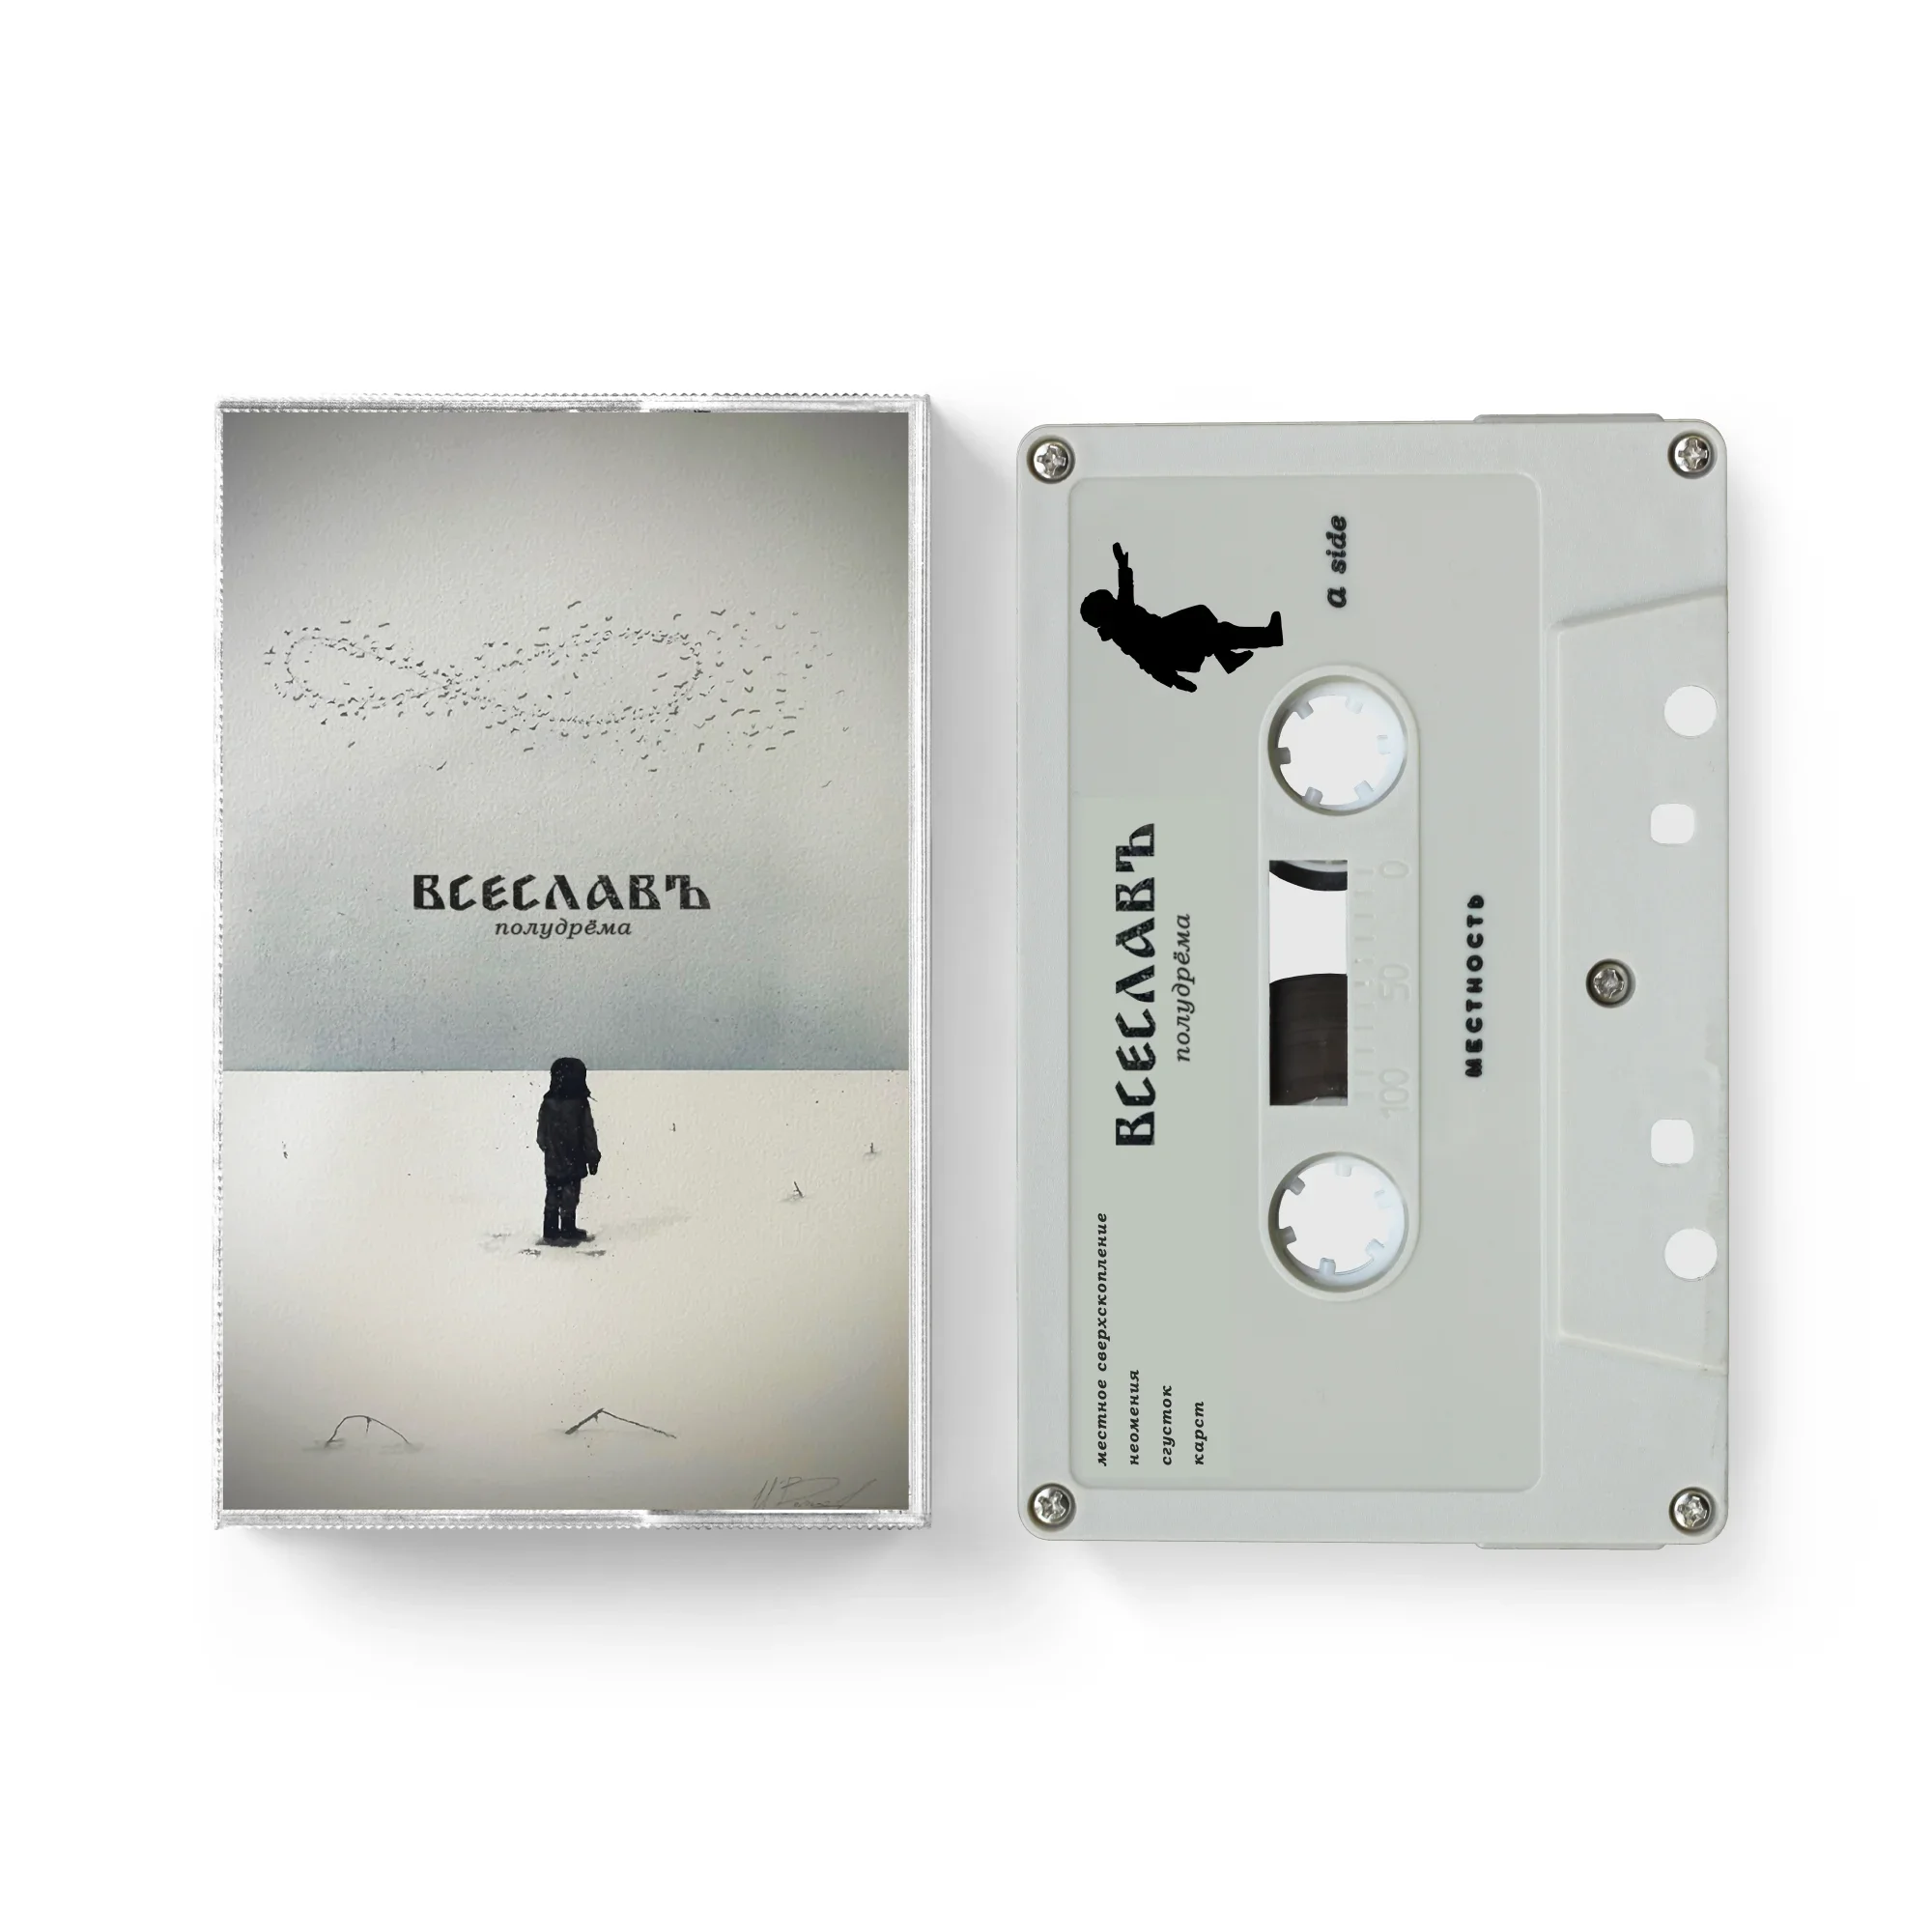 ВСЕСЛАВЪ
полудрёма
a side
ВСЕСЛАВЪ
полудрёма
местное сверхскопление
неомения
сгусток
карст
0
50
100
МЕСТНОСТЬ